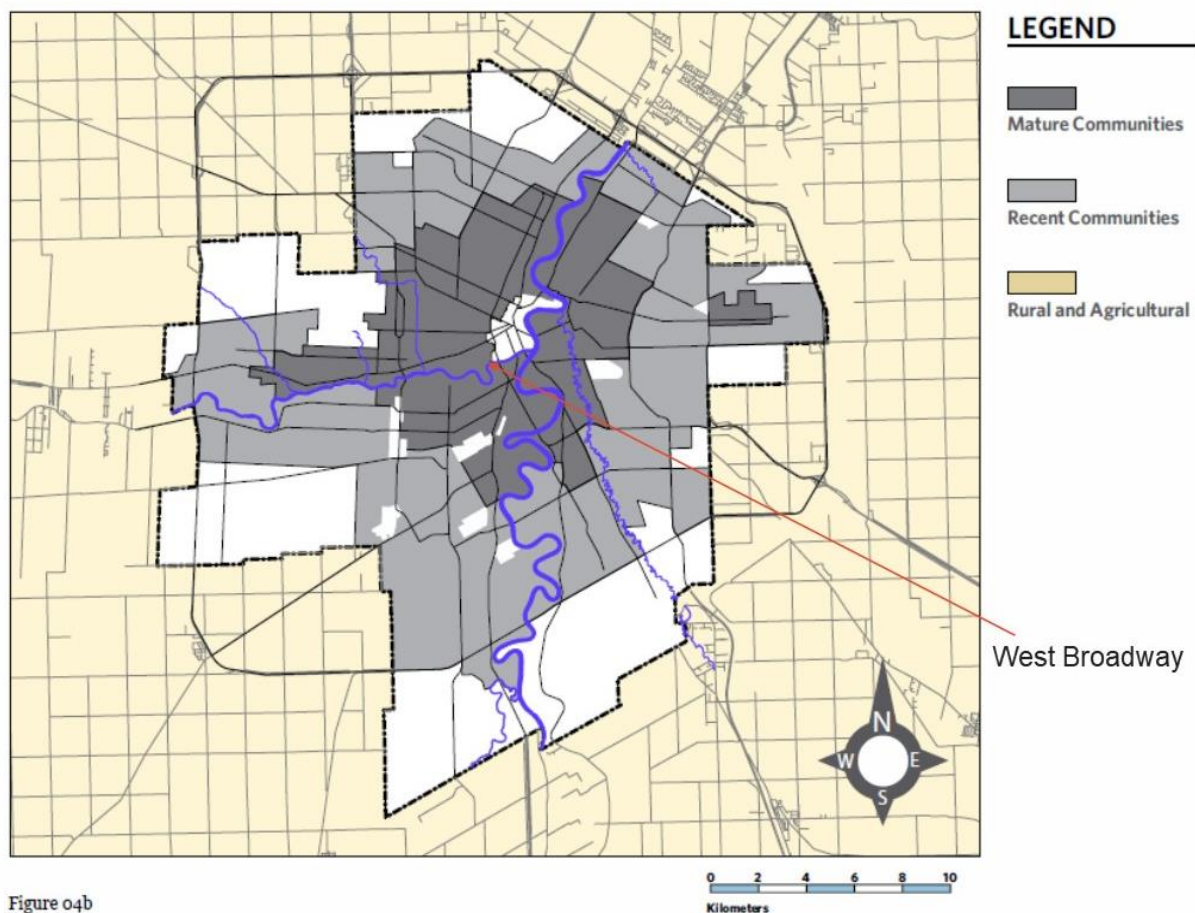 LEGEND
Mature Communities
Recent Communities
Rural and Agricultural
West Broadway
N
W E
S
0 2 4 6 8 10
Kilometers
Figure 04b